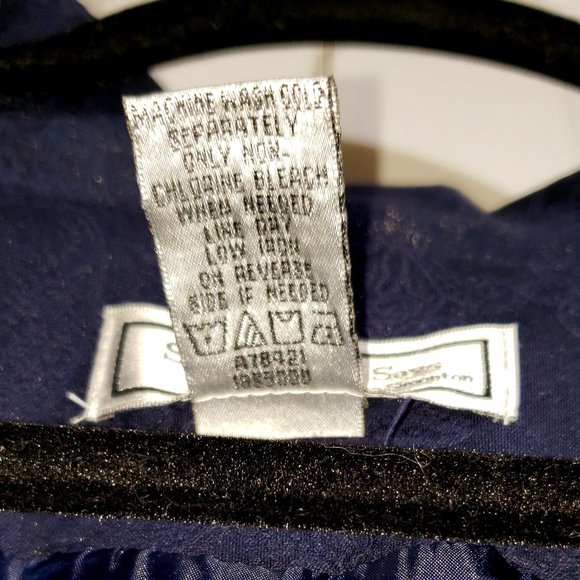 MACHINE WASH COLD
SEPARATELY
ONLY NON-
CHLORINE BLEACH
WHEN NEEDED
LINE DRY
LOW IRON
ON REVERSE
SIDE IF NEEDED
A78421
S